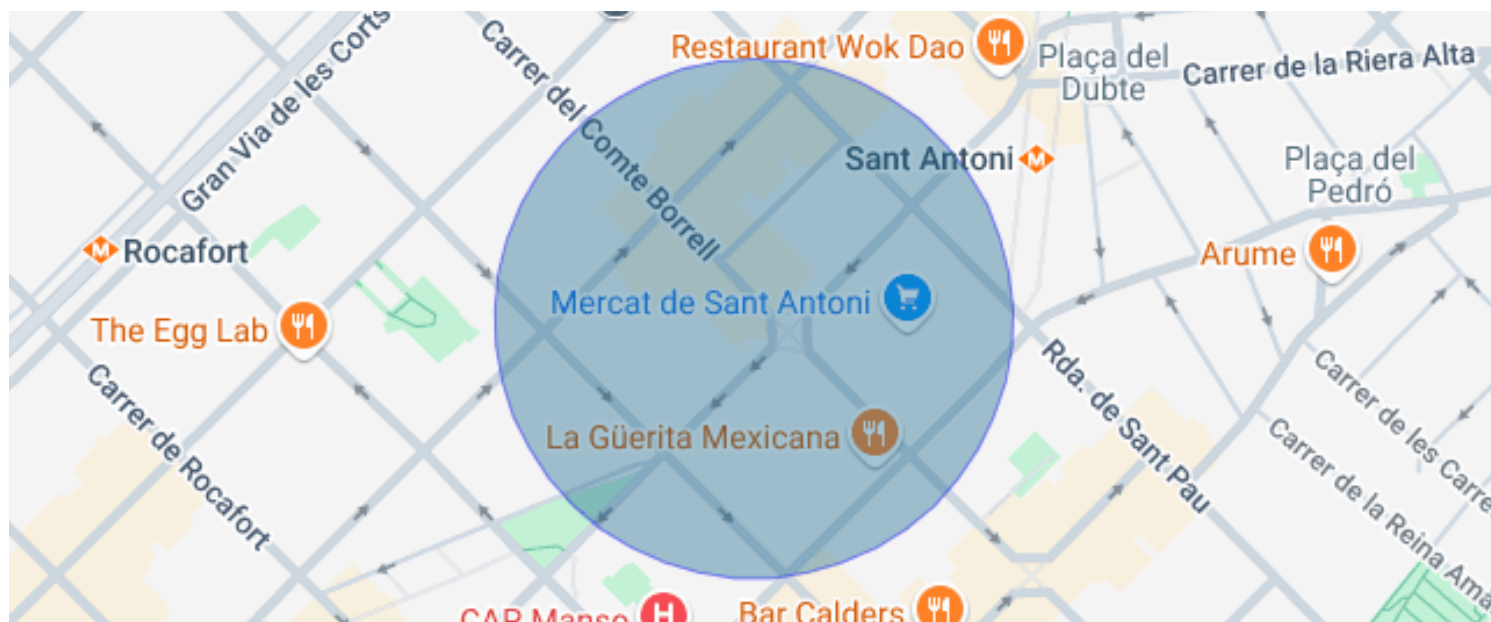 Restaurant Wok Dao
Plaça del
Dubte
Carrer de la Riera Alta
Gran Via de les Corts
Carrer del Comte Borrell
Sant Antoni
Plaça del
Pedró
Rocafort
Arume
Mercat de Sant Antoni
The Egg Lab
Carrer de Rocafort
La Güerita Mexicana
Rda. de Sant Pau
Carrer de les Carre
Carrer de la Reina Amà
CAP Manso
Bar Calders